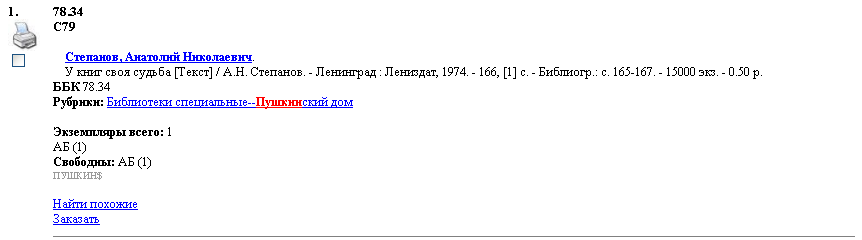 1. 78.34
С79
Степанов, Анатолий Николаевич.
У книг своя судьба [Текст] / А.Н. Степанов. - Ленинград : Лениздат, 1974. - 166, [1] с. - Библиогр.: с. 165-167. - 15000 экз. - 0.50 р.
ББК 78.34
Рубрики: Библиотеки специальные--Пушкинский дом
Экземпляры всего: 1
АБ (1)
Свободны: АБ (1)
ПУШКИН$
Найти похожие
Заказать